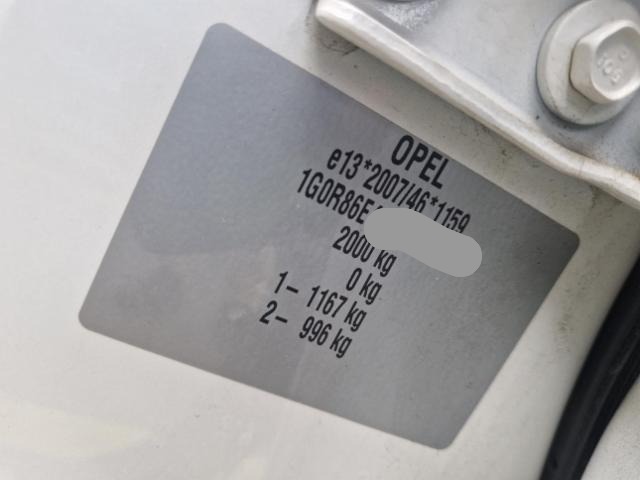 OPEL
e13*2007/46*1159
1G0R86E
2000 kg
0 kg
1- 1167 kg
2- 996 kg